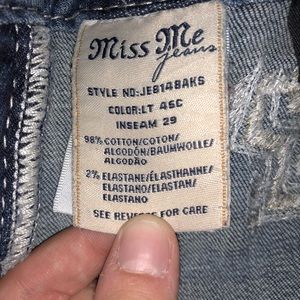 Miss Me
jeans
STYLE NO:JE8148AKS
COLOR:LT 46C
INSEAM 29
98% COTTON/COTON/
ALGODÓN/BAUMWOLLE/
ALGODÃO
2% ELASTANE/ÉLASTHANNE/
ELASTANO/ELASTAN/
ELASTANO
SEE REVERSE FOR CARE